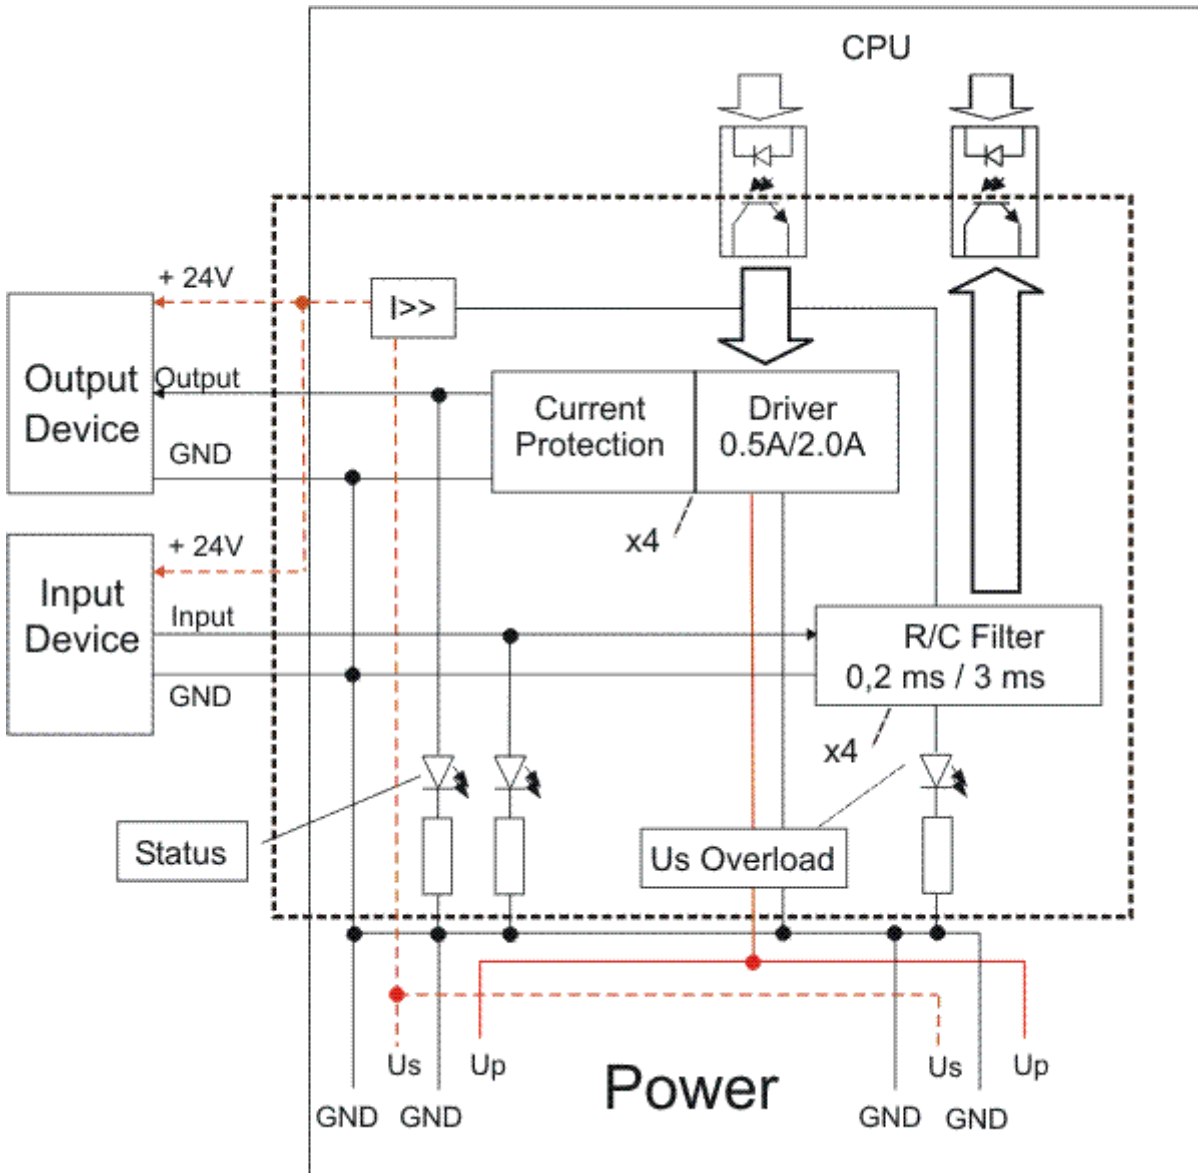 CPU
+ 24V
|>>
Output
Device
Output
GND
Current
Protection
Driver
0.5A/2.0A
x4
+ 24V
Input
Device
Input
GND
R/C Filter
0,2 ms / 3 ms
x4
Status
Us Overload
Us
Up
Power
Us
Up
GND
GND
GND
GND